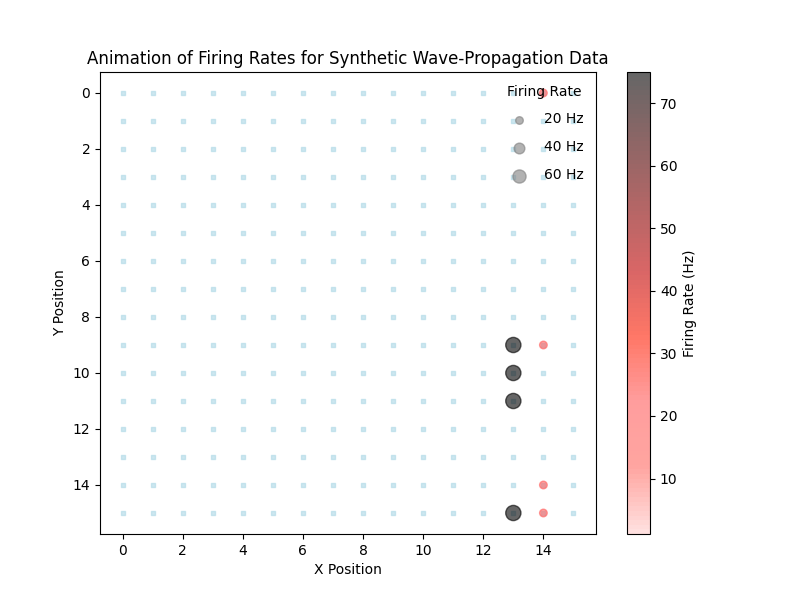 Animation of Firing Rates for Synthetic Wave-Propagation Data
Firing Rate
20 Hz
40 Hz
60 Hz
0
2
4
6
8
10
12
14
Y Position
0 2 4 6 8 10 12 14
X Position
70
60
50
40
30
20
10
Firing Rate (Hz)